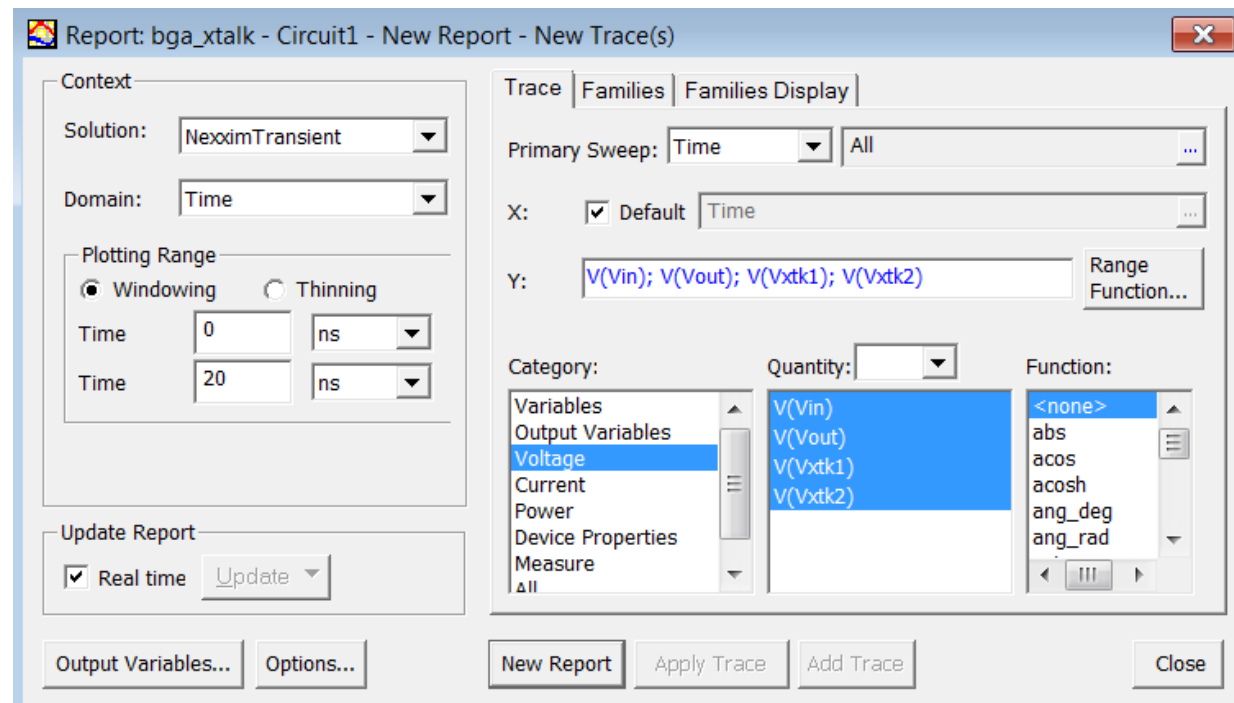 Report: bga_xtalk - Circuit1 - New Report - New Trace(s)
Context
Solution: NexximTransient
Domain: Time
Plotting Range
Windowing Thinning
Time 0 ns
Time 20 ns
Update Report
Real time Update
Output Variables... Options...
Trace Families Families Display
Primary Sweep: Time All ...
X: Default Time ...
Y: V(Vin); V(Vout); V(Vxtk1); V(Vxtk2)
Range
Function...
Category:
Variables
Output Variables
Voltage
Current
Power
Device Properties
Measure
All
Quantity:
V(Vin)
V(Vout)
V(Vxtk1)
V(Vxtk2)
Function:
<none>
abs
acos
acosh
ang_deg
ang_rad
New Report Apply Trace Add Trace Close